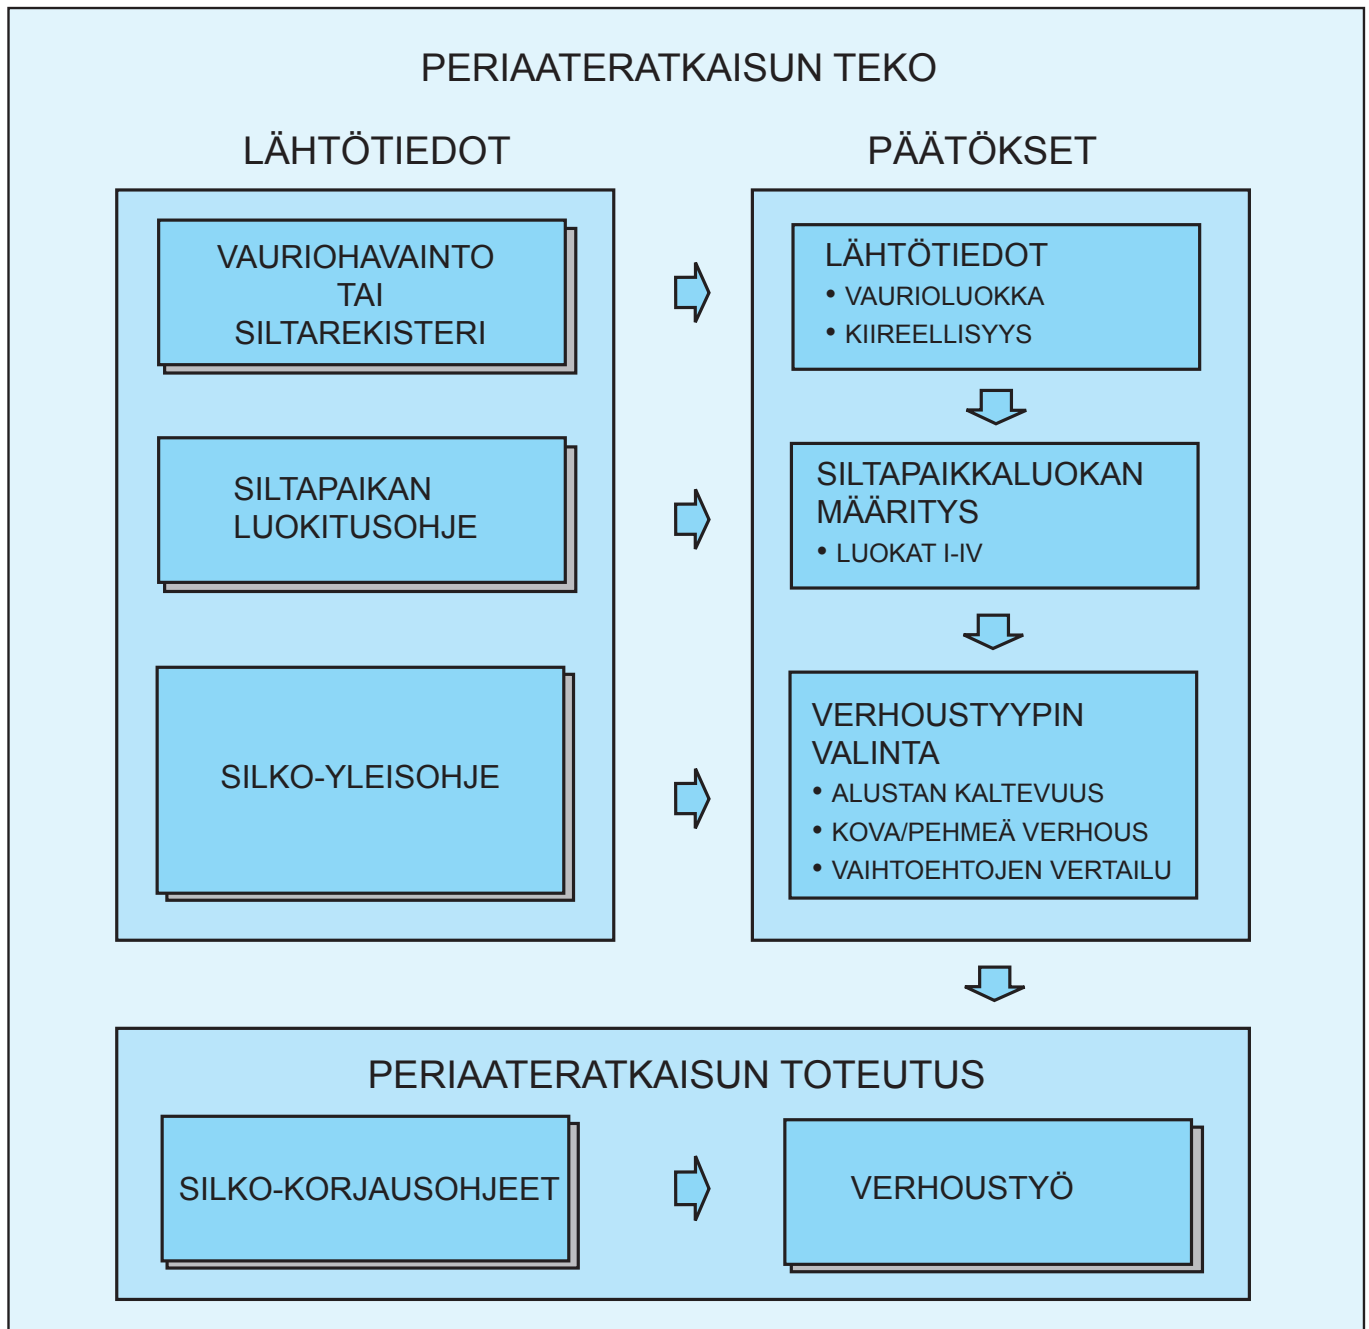 PERIAATERATKAISUN TEKO
LÄHTÖTIEDOT
VAURIOHAVAINTO
TAI
SILTAREKISTERI
SILTAPAIKAN
LUOKITUSOHJE
SILKO-YLEISOHJE
PÄÄTÖKSET
LÄHTÖTIEDOT
• VAURIOLUOKKA
• KIIREELLISYYS
SILTAPAIKKALUOKAN
MÄÄRITYS
• LUOKAT I-IV
VERHOUSTYYPIN
VALINTA
• ALUSTAN KALTEVUUS
• KOVA/PEHMEÄ VERHOUS
• VAIHTOEHTOJEN VERTAILU
PERIAATERATKAISUN TOTEUTUS
SILKO-KORJAUSOHJEET
VERHOUSTYÖ